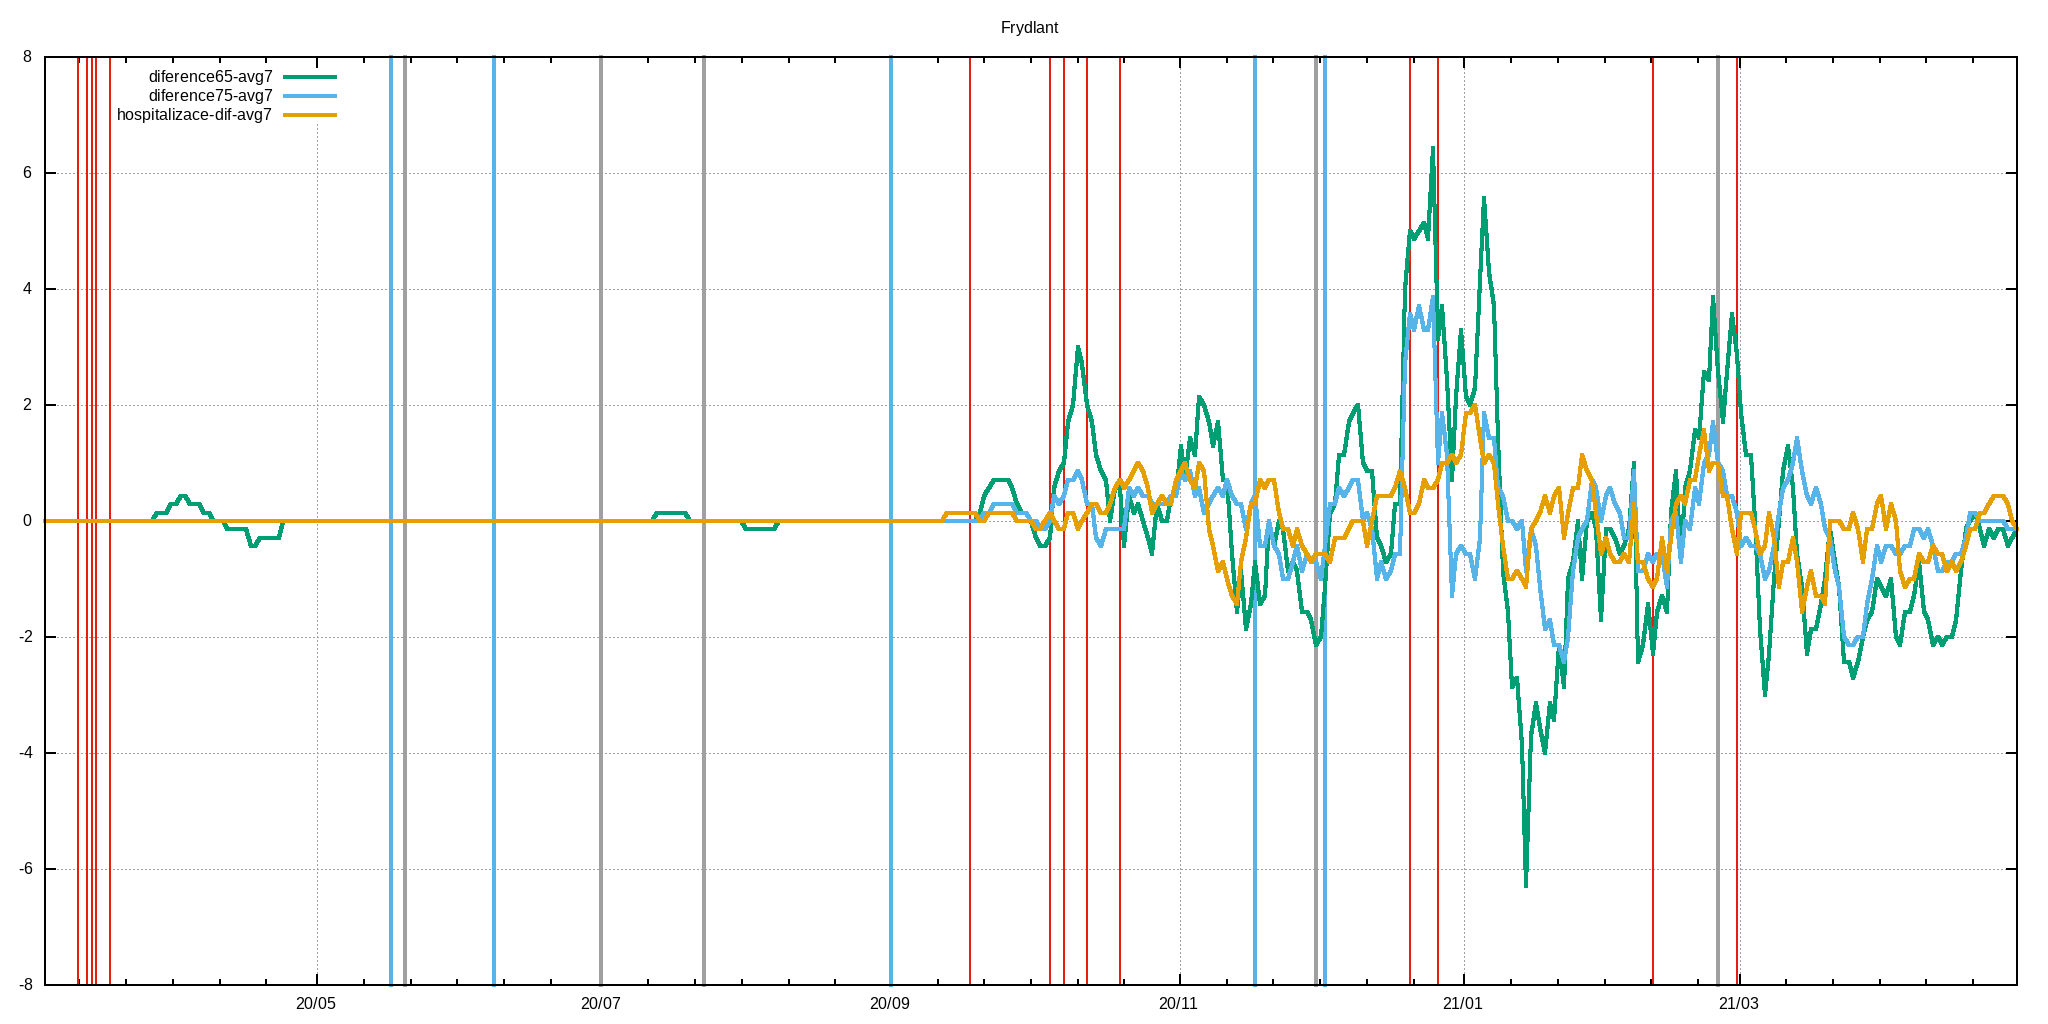 Frydlant
diference65-avg7
diference75-avg7
hospitalizace-dif-avg7
8
6
4
2
0
-2
-4
-6
-8
20/05 20/07 20/09 20/11 21/01 21/03